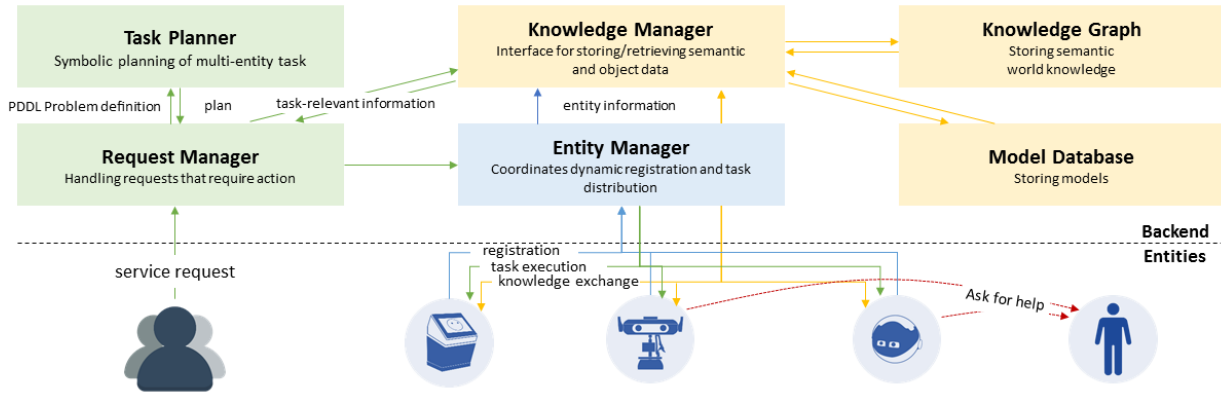 Task Planner
Symbolic planning of multi-entity task
Knowledge Manager
Interface for storing/retrieving semantic
and object data
Knowledge Graph
Storing semantic
world knowledge
PDDL Problem definition
plan
task-relevant information
entity information
Request Manager
Handling requests that require action
Entity Manager
Coordinates dynamic registration and task
distribution
Model Database
Storing models
Backend
Entities
service request
registration
task execution
knowledge exchange
Ask for help